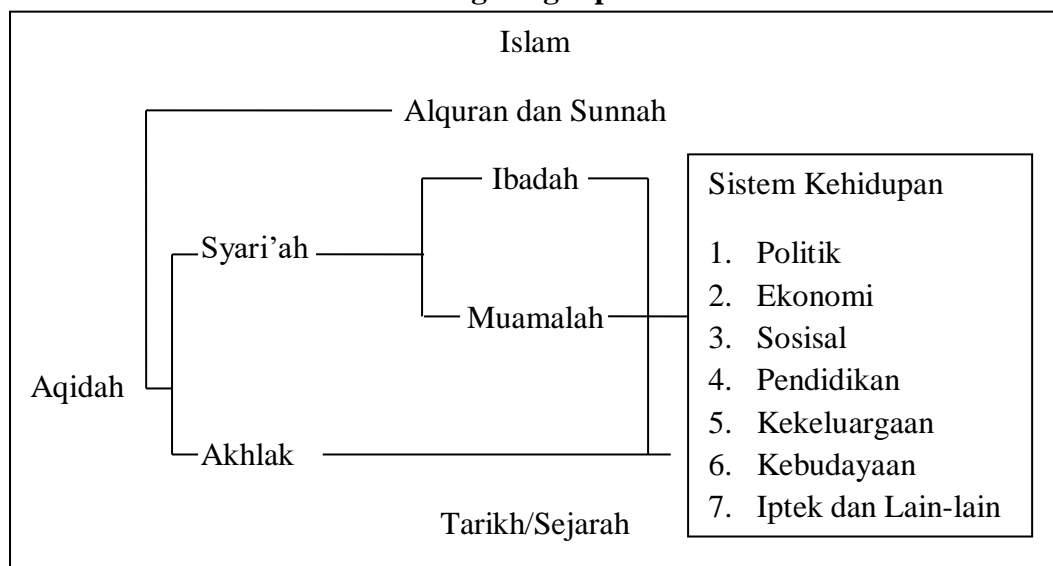 Islam
Alquran dan Sunnah
Ibadah
Syari’ah
Muamalah
Aqidah
Akhlak
Tarikh/Sejarah
Sistem Kehidupan
1. Politik
2. Ekonomi
3. Sosisal
4. Pendidikan
5. Kekeluargaan
6. Kebudayaan
7. Iptek dan Lain-lain